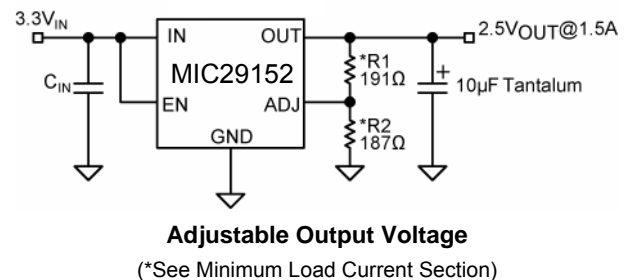 3.3VIN
2.5VOUT@1.5A
IN
OUT
*R1
191Ω
CIN
MIC29152
10µF Tantalum
+
EN
ADJ
*R2
187Ω
GND
Adjustable Output Voltage
(*See Minimum Load Current Section)